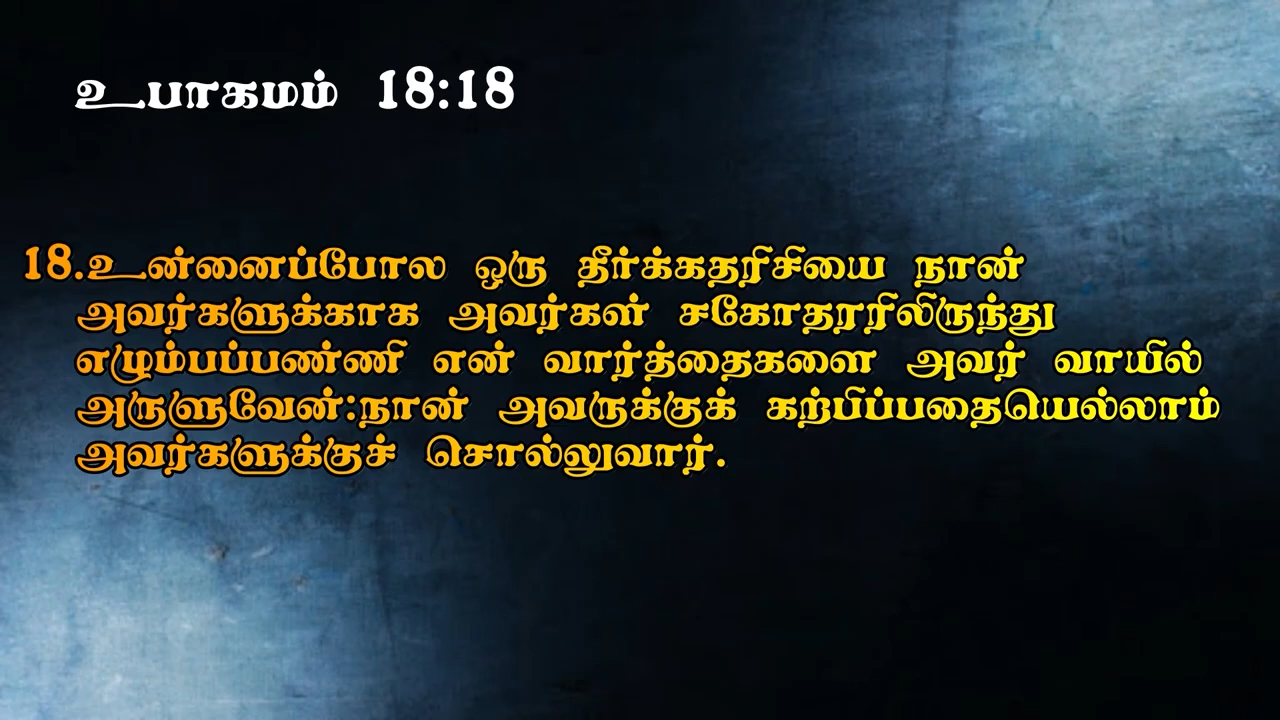 உபாகமம் 18:18
18.உன்னைப்போல ஒரு தீர்க்கதரிசியை நான்
அவர்களுக்காக அவர்கள் சகோதரரிலிருந்து
எழும்பப்பண்ணி என் வார்த்தைகளை அவர் வாயில்
அருளுவேன்:நான் அவருக்குக் கற்பிப்பதையெல்லாம்
அவர்களுக்குச் சொல்லுவார்.